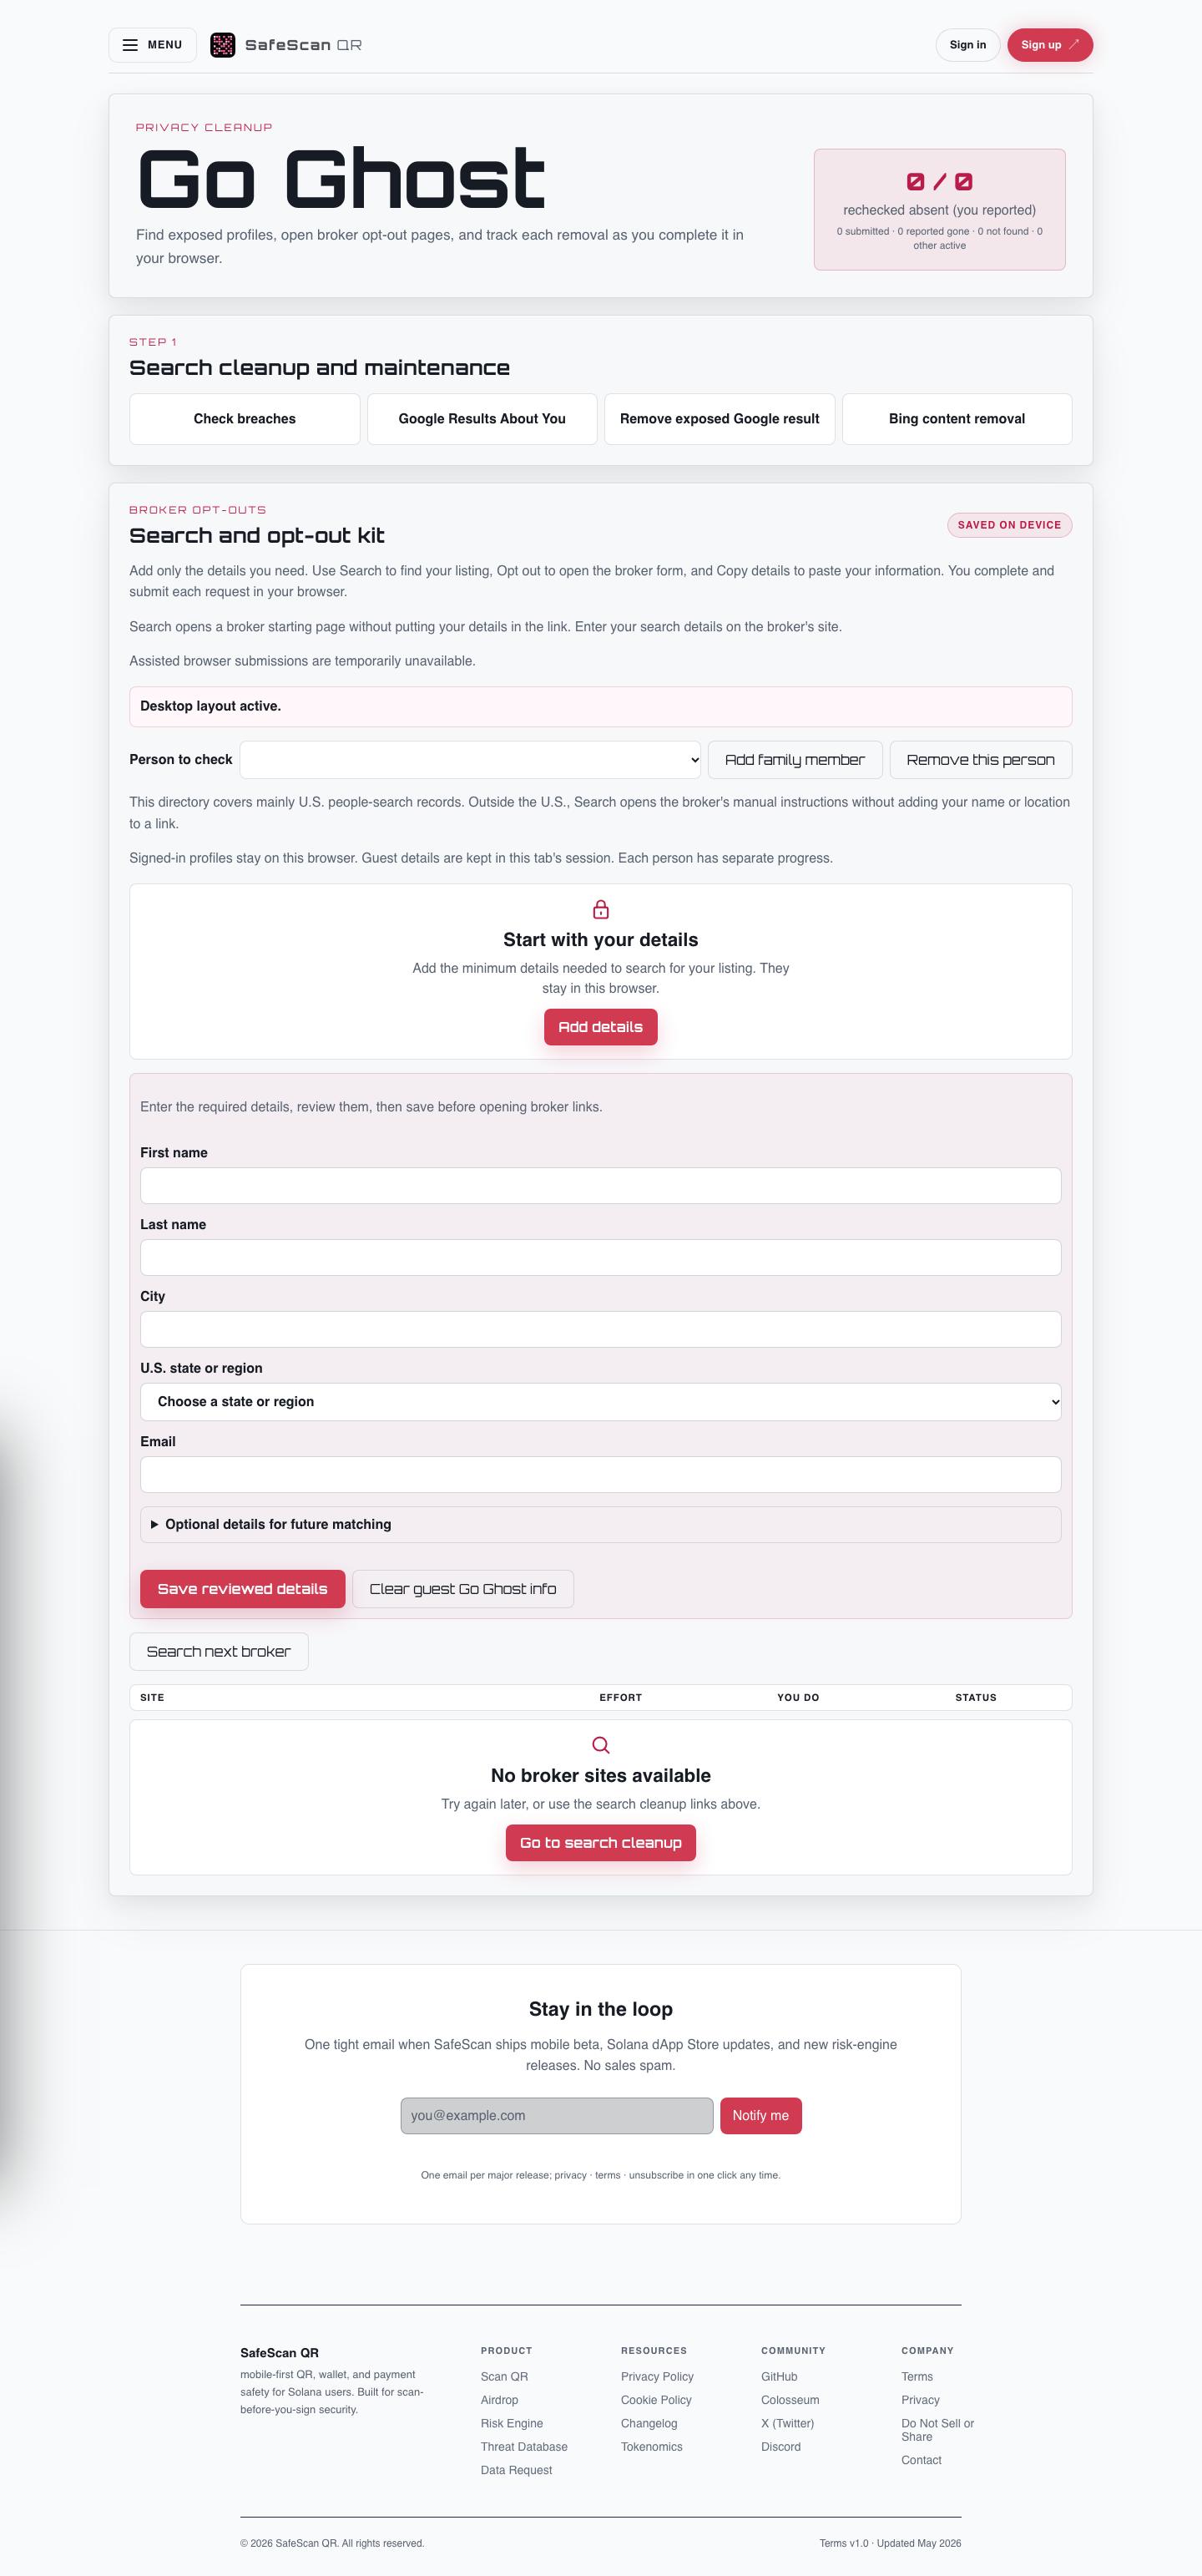 MENU
SafeScan QR
Sign in
Sign up ↗
PRIVACY CLEANUP
Go Ghost
Find exposed profiles, open broker opt-out pages, and track each removal as you complete it in
your browser.
0 / 0
rechecked absent (you reported)
0 submitted · 0 reported gone · 0 not found · 0
other active
STEP 1
Search cleanup and maintenance
Check breaches
Google Results About You
Remove exposed Google result
Bing content removal
BROKER OPT-OUTS
Search and opt-out kit
SAVED ON DEVICE
Add only the details you need. Use Search to find your listing, Opt out to open the broker form, and Copy details to paste your information. You complete and
submit each request in your browser.
Search opens a broker starting page without putting your details in the link. Enter your search details on the broker's site.
Assisted browser submissions are temporarily unavailable.
Desktop layout active.
Person to check
Add family member
Remove this person
This directory covers mainly U.S. people-search records. Outside the U.S., Search opens the broker's manual instructions without adding your name or location
to a link.
Signed-in profiles stay on this browser. Guest details are kept in this tab's session. Each person has separate progress.
Start with your details
Add the minimum details needed to search for your listing. They
stay in this browser.
Add details
Enter the required details, review them, then save before opening broker links.
First name
Last name
City
U.S. state or region
Choose a state or region
Email
Optional details for future matching
Save reviewed details
Clear guest Go Ghost info
Search next broker
SITE
EFFORT
YOU DO
STATUS
No broker sites available
Try again later, or use the search cleanup links above.
Go to search cleanup
Stay in the loop
One tight email when SafeScan ships mobile beta, Solana dApp Store updates, and new risk-engine
releases. No sales spam.
you@example.com
Notify me
One email per major release; privacy · terms · unsubscribe in one click any time.
SafeScan QR
mobile-first QR, wallet, and payment
safety for Solana users. Built for scan-
before-you-sign security.
PRODUCT
Scan QR
Airdrop
Risk Engine
Threat Database
Data Request
RESOURCES
Privacy Policy
Cookie Policy
Changelog
Tokenomics
COMMUNITY
GitHub
Colosseum
X (Twitter)
Discord
COMPANY
Terms
Privacy
Do Not Sell or
Share
Contact
© 2026 SafeScan QR. All rights reserved.
Terms v1.0 · Updated May 2026